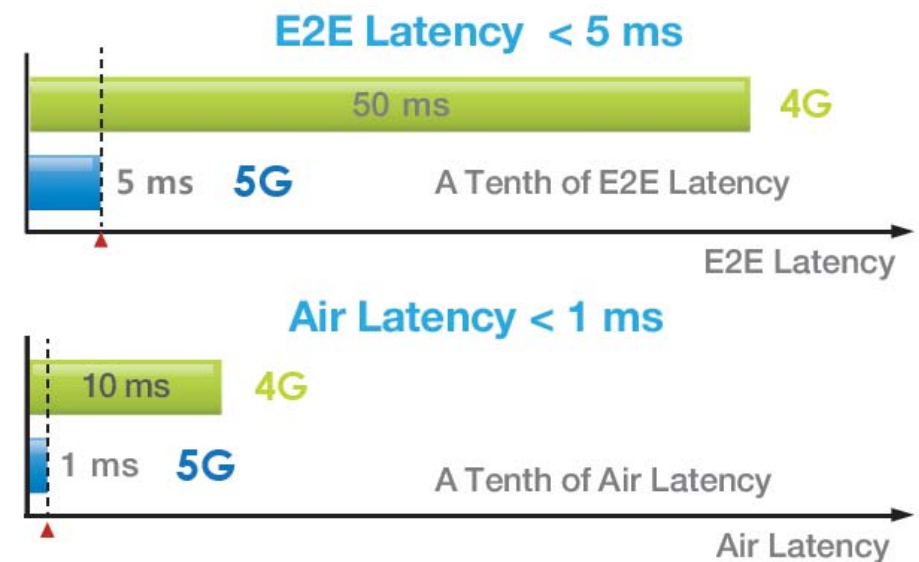 E2E Latency < 5 ms
50 ms 4G
5 ms 5G A Tenth of E2E Latency
E2E Latency
Air Latency < 1 ms
10 ms 4G
1 ms 5G A Tenth of Air Latency
Air Latency